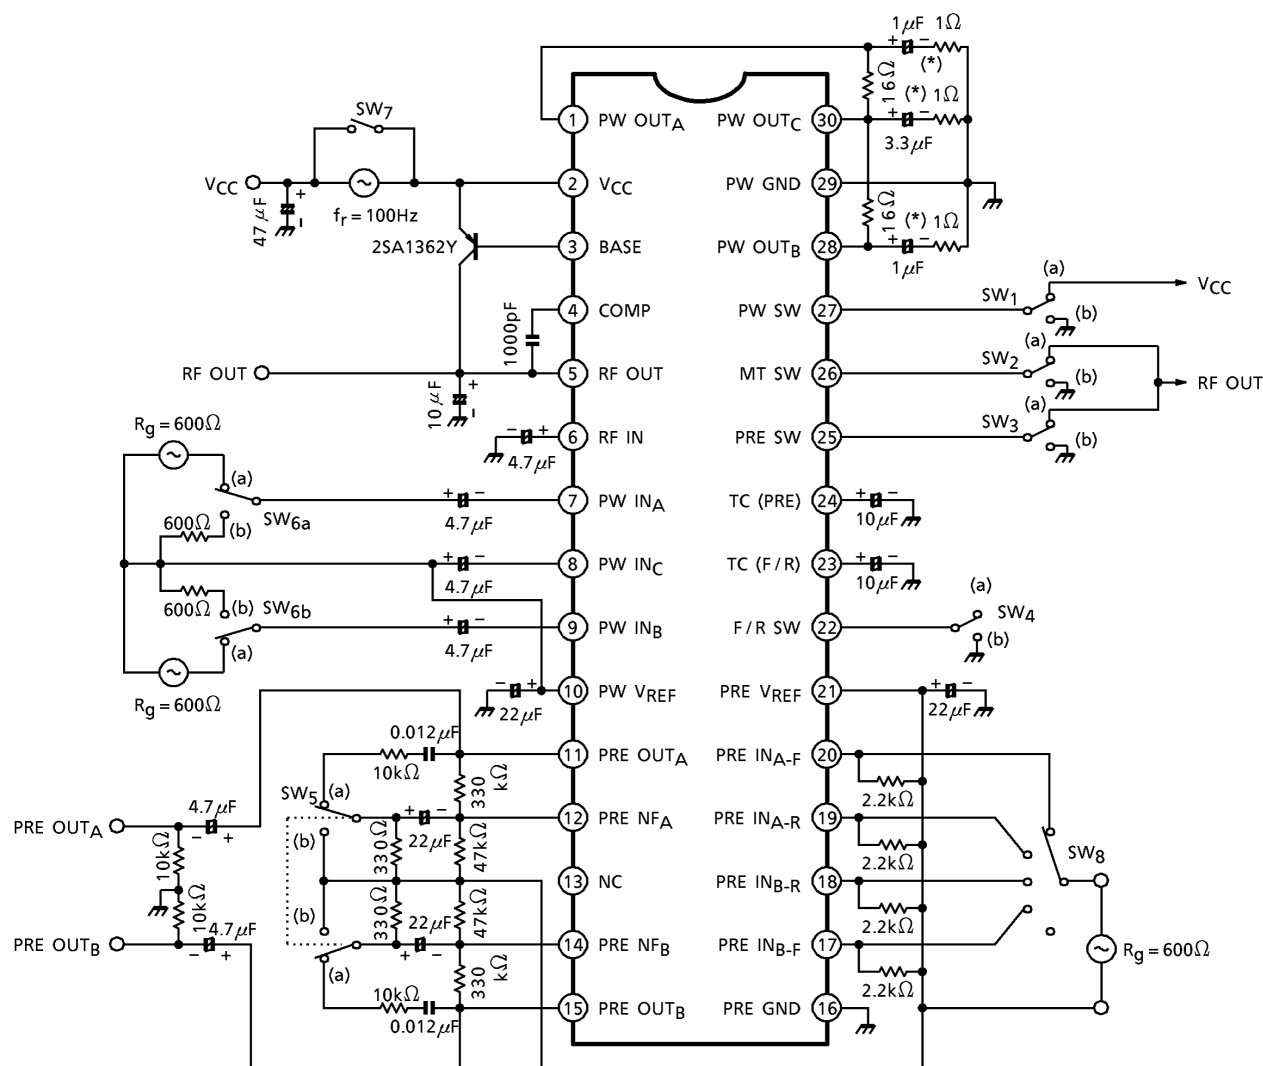 1μF 1Ω
(*)
16Ω
(*) 1Ω
3.3μF
16Ω
(*) 1Ω
1μF
SW7
VCC
47μF
fr = 100Hz
2SA1362Y
1000pF
RF OUT
10μF
4.7μF
Rg = 600Ω
(a)
SW6a
600Ω
(b)
4.7μF
4.7μF
600Ω
(b)
SW6b
(a)
4.7μF
Rg = 600Ω
22μF
0.012μF
10kΩ
330 kΩ
SW5
(a)
(b)
330Ω
22μF
47kΩ
PRE OUTA
4.7μF
10kΩ
10kΩ
PRE OUTB
4.7μF
(b)
330Ω
22μF
47kΩ
(a)
330 kΩ
10kΩ
0.012μF
1 PW OUTA
2 VCC
3 BASE
4 COMP
5 RF OUT
6 RF IN
7 PW INA
8 PW INC
9 PW INB
10 PW VREF
11 PRE OUTA
12 PRE NFA
13 NC
14 PRE NFB
15 PRE OUTB
PW OUTC 30
PW GND 29
PW OUTB 28
PW SW 27
MT SW 26
PRE SW 25
TC (PRE) 24
TC (F/R) 23
F/R SW 22
PRE VREF 21
PRE INA-F 20
PRE INA-R 19
PRE INB-R 18
PRE INB-F 17
PRE GND 16
(a)
SW1
(b)
VCC
(a)
SW2
(b)
RF OUT
(a)
SW3
(b)
10μF
10μF
(a)
SW4
(b)
22μF
2.2kΩ
2.2kΩ
2.2kΩ
2.2kΩ
SW8
Rg = 600Ω